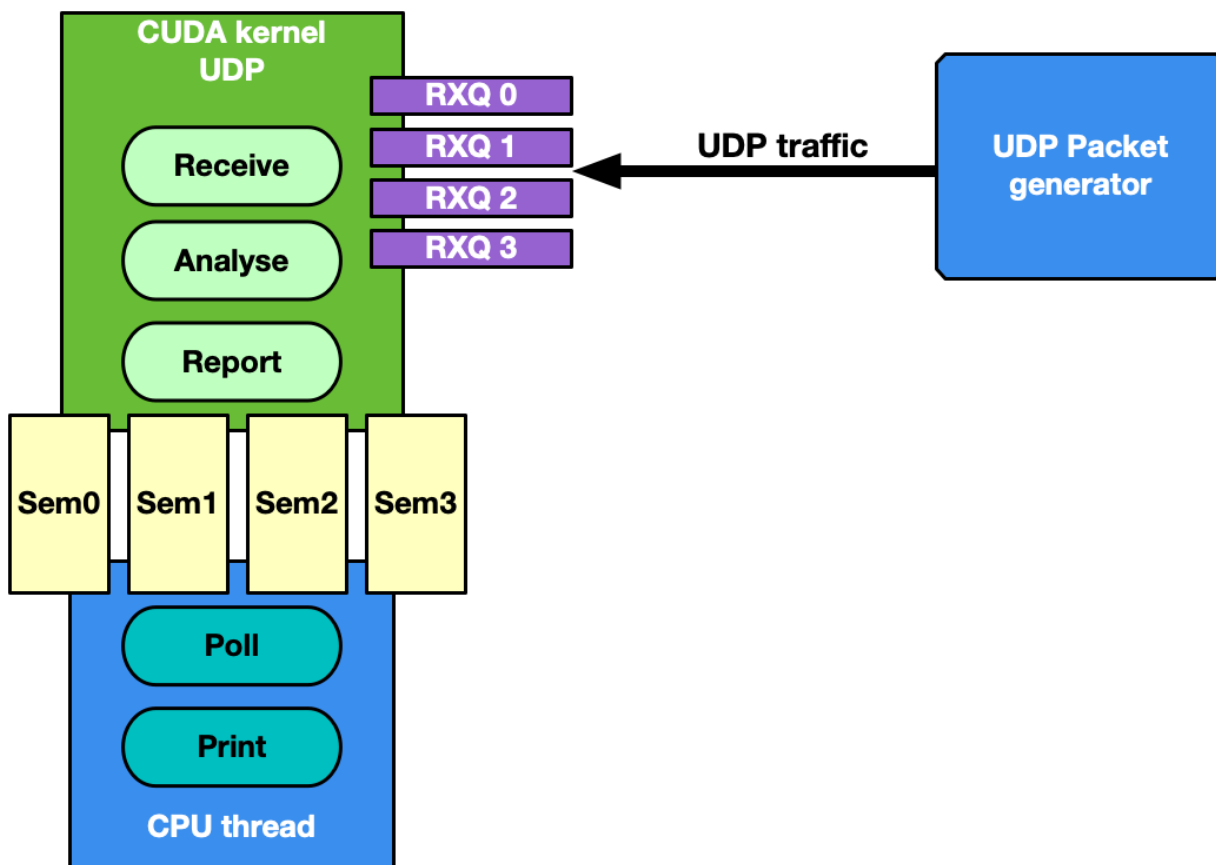 CUDA kernel
UDP
RXQ 0
RXQ 1
RXQ 2
RXQ 3
Receive
Analyse
Report
UDP traffic
UDP Packet
generator
Sem0
Sem1
Sem2
Sem3
Poll
Print
CPU thread